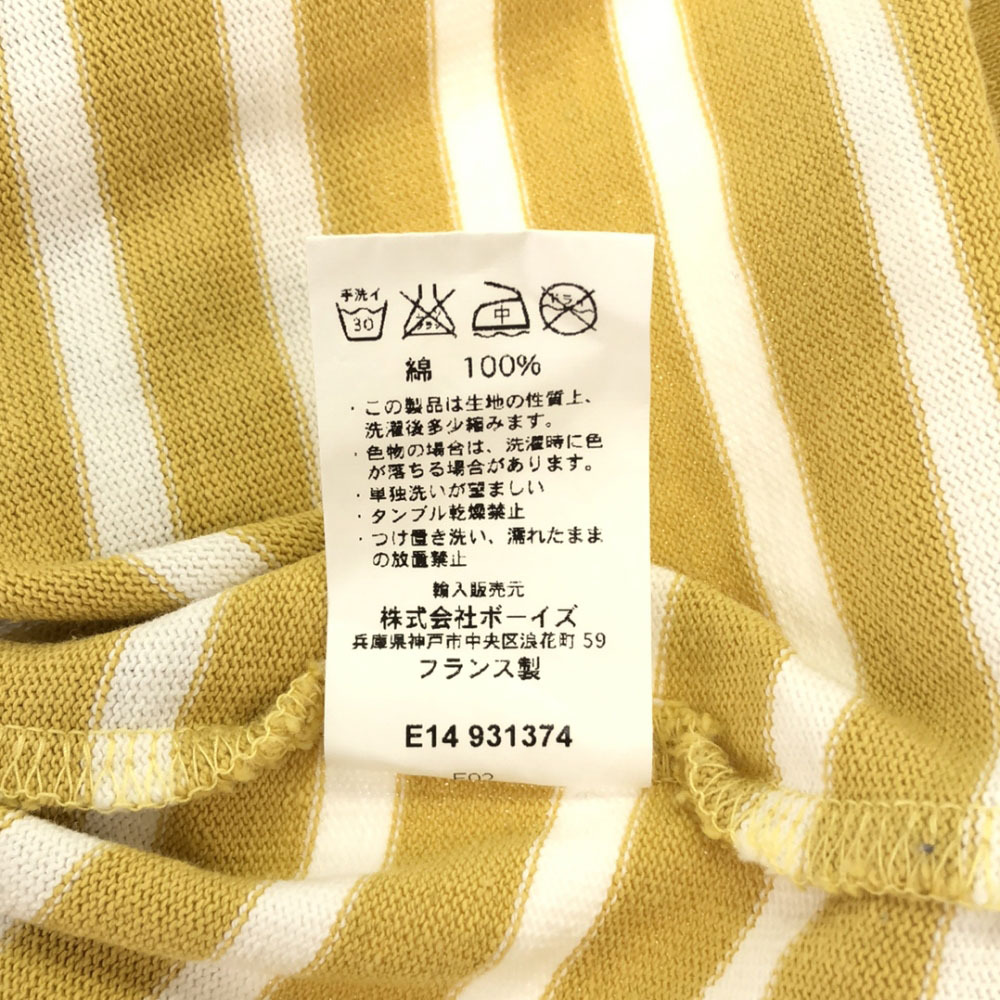 手洗イ
30 エンソサラシ 中 ドライ
綿 100%
・この製品は生地の性質上、
洗濯後多少縮みます。
・色物の場合は、洗濯時に色
が落ちる場合があります。
・単独洗いが望ましい
・タンブル乾燥禁止
・つけ置き洗い、濡れたまま
の放置禁止
輸入販売元
株式会社ボーイズ
兵庫県神戸市中央区浪花町 59
フランス製
E14 931374